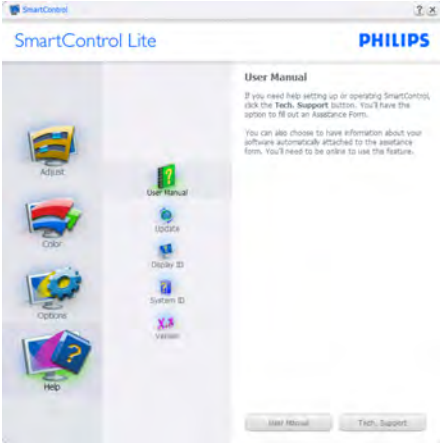 SmartControl
? x
SmartControl Lite
PHILIPS
Adjust
Color
Options
Help
User Manual
Update
Display ID
System ID
Version
User Manual
If you need help setting up or operating SmartControl,
click the Tech. Support button. You'll have the
option to fill out an Assistance Form.
You can also choose to have information about your
software automatically attached to the assistance
form. You'll need to be online to use the feature.
User Manual
Tech. Support